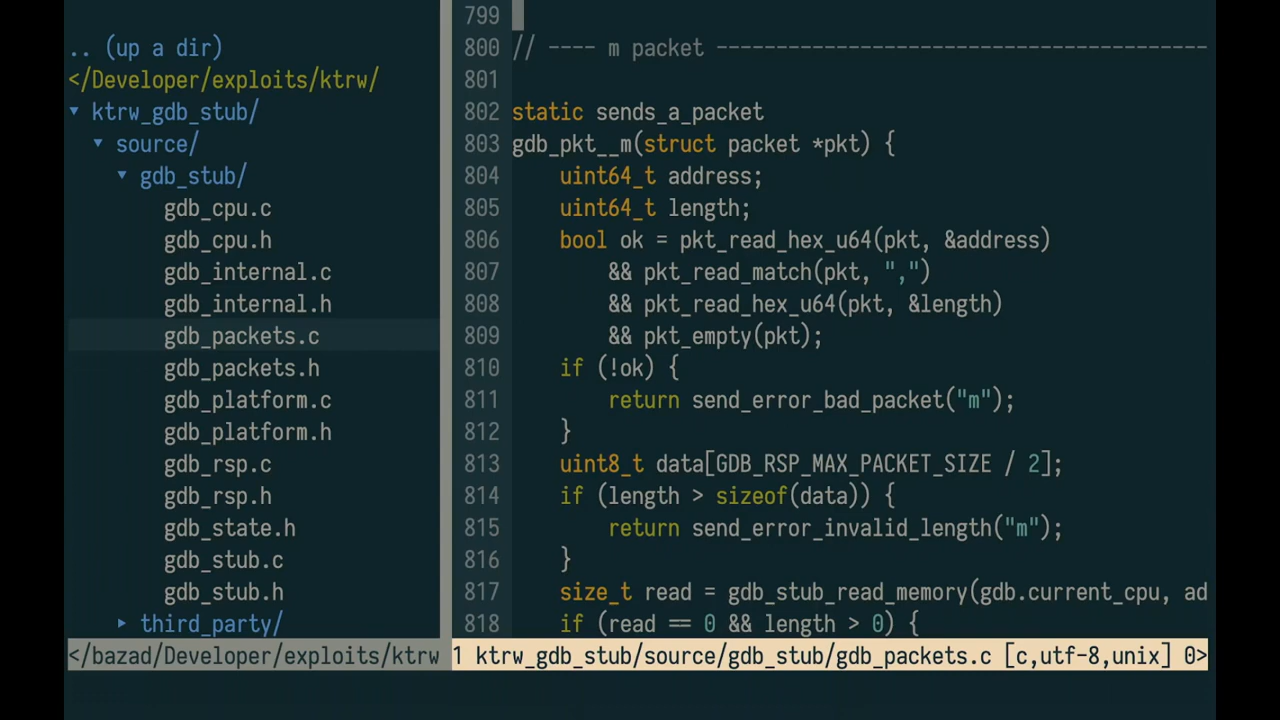 .. (up a dir)
</Developer/exploits/ktrw/
▾ ktrw_gdb_stub/
▾ source/
▾ gdb_stub/
gdb_cpu.c
gdb_cpu.h
gdb_internal.c
gdb_internal.h
gdb_packets.c
gdb_packets.h
gdb_platform.c
gdb_platform.h
gdb_rsp.c
gdb_rsp.h
gdb_state.h
gdb_stub.c
gdb_stub.h
▸ third_party/
</bazad/Developer/exploits/ktrw
799
800 // ---- m packet -----------------------------------------
801
802 static sends_a_packet
803 gdb_pkt__m(struct packet *pkt) {
804     uint64_t address;
805     uint64_t length;
806     bool ok = pkt_read_hex_u64(pkt, &address)
807         && pkt_read_match(pkt, ",")
808         && pkt_read_hex_u64(pkt, &length)
809         && pkt_empty(pkt);
810     if (!ok) {
811         return send_error_bad_packet("m");
812     }
813     uint8_t data[GDB_RSP_MAX_PACKET_SIZE / 2];
814     if (length > sizeof(data)) {
815         return send_error_invalid_length("m");
816     }
817     size_t read = gdb_stub_read_memory(gdb.current_cpu, ad
818     if (read == 0 && length > 0) {
1 ktrw_gdb_stub/source/gdb_stub/gdb_packets.c [c,utf-8,unix] 0>